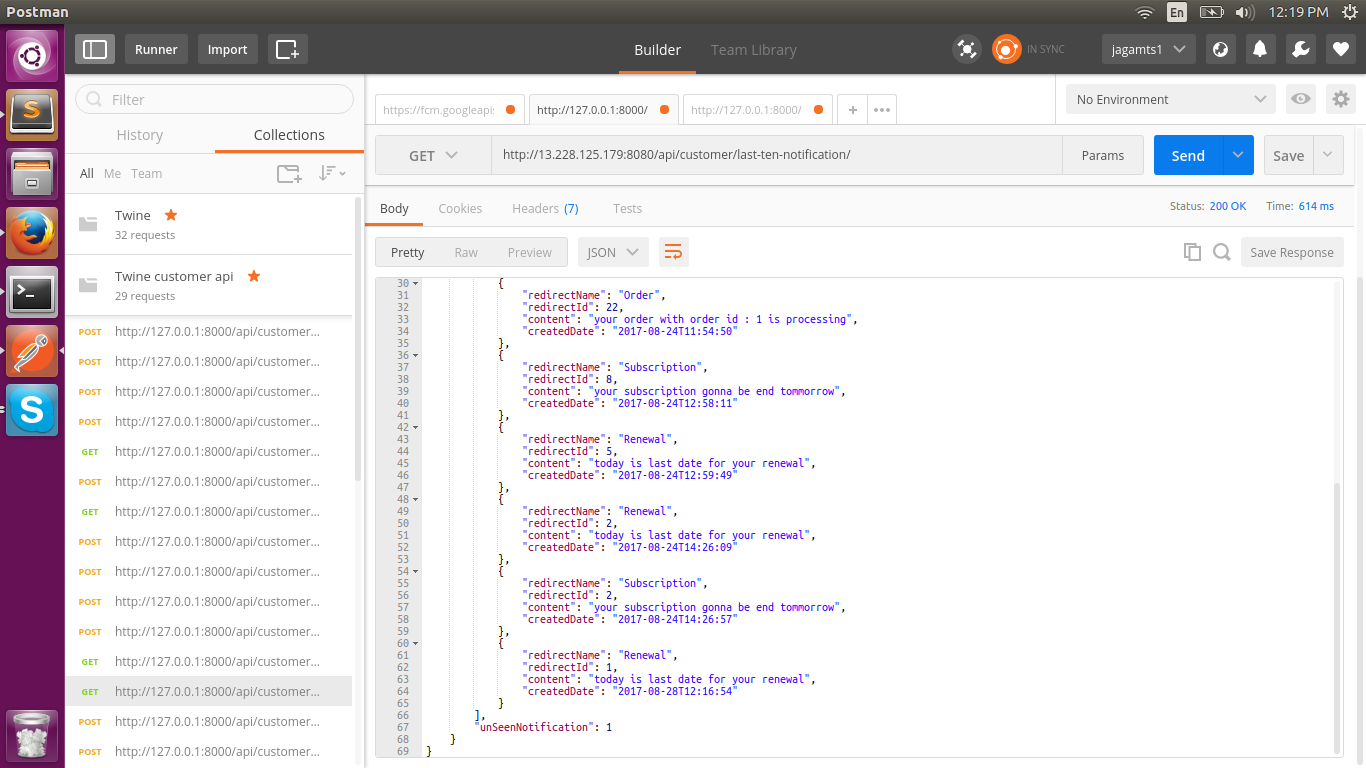 Postman
En
12:19 PM
Runner
Import
Builder
Team Library
IN SYNC
jagamts1
Filter
History
Collections
All
Me
Team
Twine
32 requests
Twine customer api
29 requests
POST http://127.0.0.1:8000/api/customer...
POST http://127.0.0.1:8000/api/customer...
POST http://127.0.0.1:8000/api/customer...
POST http://127.0.0.1:8000/api/customer...
GET http://127.0.0.1:8000/api/customer...
POST http://127.0.0.1:8000/api/customer...
GET http://127.0.0.1:8000/api/customer...
POST http://127.0.0.1:8000/api/customer...
POST http://127.0.0.1:8000/api/customer...
POST http://127.0.0.1:8000/api/customer...
POST http://127.0.0.1:8000/api/customer...
GET http://127.0.0.1:8000/api/customer...
GET http://127.0.0.1:8000/api/customer...
POST http://127.0.0.1:8000/api/customer...
POST http://127.0.0.1:8000/api/customer...
https://fcm.googleapi
http://127.0.0.1:8000/
http://127.0.0.1:8000/
No Environment
GET
http://13.228.125.179:8080/api/customer/last-ten-notification/
Params
Send
Save
Body
Cookies
Headers (7)
Tests
Status: 200 OK
Time: 614 ms
Pretty
Raw
Preview
JSON
Save Response
30 {
31 "redirectName": "Order",
32 "redirectId": 22,
33 "content": "your order with order id : 1 is processing",
34 "createdDate": "2017-08-24T11:54:50"
35 },
36 {
37 "redirectName": "Subscription",
38 "redirectId": 8,
39 "content": "your subscription gonna be end tommorrow",
40 "createdDate": "2017-08-24T12:58:11"
41 },
42 {
43 "redirectName": "Renewal",
44 "redirectId": 5,
45 "content": "today is last date for your renewal",
46 "createdDate": "2017-08-24T12:59:49"
47 },
48 {
49 "redirectName": "Renewal",
50 "redirectId": 2,
51 "content": "today is last date for your renewal",
52 "createdDate": "2017-08-24T14:26:09"
53 },
54 {
55 "redirectName": "Subscription",
56 "redirectId": 2,
57 "content": "your subscription gonna be end tommorrow",
58 "createdDate": "2017-08-24T14:26:57"
59 },
60 {
61 "redirectName": "Renewal",
62 "redirectId": 1,
63 "content": "today is last date for your renewal",
64 "createdDate": "2017-08-28T12:16:54"
65 }
66 ],
67 "unSeenNotification": 1
68 }
69 }